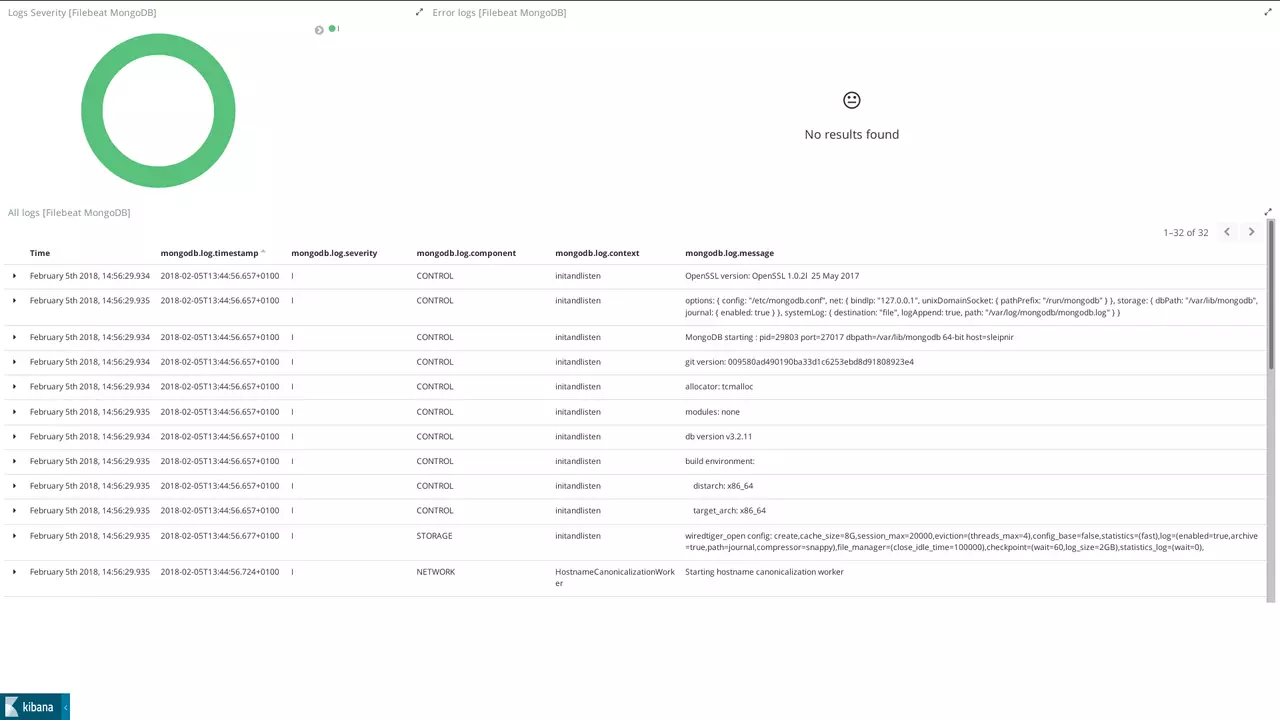 Logs Severity [Filebeat MongoDB]
I
Error logs [Filebeat MongoDB]
No results found
All logs [Filebeat MongoDB]
1–32 of 32
Time mongodb.log.timestamp mongodb.log.severity mongodb.log.component mongodb.log.context mongodb.log.message
February 5th 2018, 14:56:29.934 2018-02-05T13:44:56.657+0100 I CONTROL initandlisten OpenSSL version: OpenSSL 1.0.2l 25 May 2017
February 5th 2018, 14:56:29.935 2018-02-05T13:44:56.657+0100 I CONTROL initandlisten options: { config: "/etc/mongodb.conf", net: { bindIp: "127.0.0.1", unixDomainSocket: { pathPrefix: "/run/mongodb" } }, storage: { dbPath: "/var/lib/mongodb",
journal: { enabled: true } }, systemLog: { destination: "file", logAppend: true, path: "/var/log/mongodb/mongodb.log" } }
February 5th 2018, 14:56:29.934 2018-02-05T13:44:56.657+0100 I CONTROL initandlisten MongoDB starting : pid=29803 port=27017 dbpath=/var/lib/mongodb 64-bit host=sleipnir
February 5th 2018, 14:56:29.934 2018-02-05T13:44:56.657+0100 I CONTROL initandlisten git version: 009580ad490190ba33d1c6253ebd8d91808923e4
February 5th 2018, 14:56:29.934 2018-02-05T13:44:56.657+0100 I CONTROL initandlisten allocator: tcmalloc
February 5th 2018, 14:56:29.935 2018-02-05T13:44:56.657+0100 I CONTROL initandlisten modules: none
February 5th 2018, 14:56:29.934 2018-02-05T13:44:56.657+0100 I CONTROL initandlisten db version v3.2.11
February 5th 2018, 14:56:29.935 2018-02-05T13:44:56.657+0100 I CONTROL initandlisten build environment:
February 5th 2018, 14:56:29.935 2018-02-05T13:44:56.657+0100 I CONTROL initandlisten distarch: x86_64
February 5th 2018, 14:56:29.935 2018-02-05T13:44:56.657+0100 I CONTROL initandlisten target_arch: x86_64
February 5th 2018, 14:56:29.935 2018-02-05T13:44:56.677+0100 I STORAGE initandlisten wiredtiger_open config: create,cache_size=8G,session_max=20000,eviction=(threads_max=4),config_base=false,statistics=(fast),log=(enabled=true,archive
=true,path=journal,compressor=snappy),file_manager=(close_idle_time=100000),checkpoint=(wait=60,log_size=2GB),statistics_log=(wait=0),
February 5th 2018, 14:56:29.935 2018-02-05T13:44:56.724+0100 I NETWORK HostnameCanonicalizationWork Starting hostname canonicalization worker
er
kibana